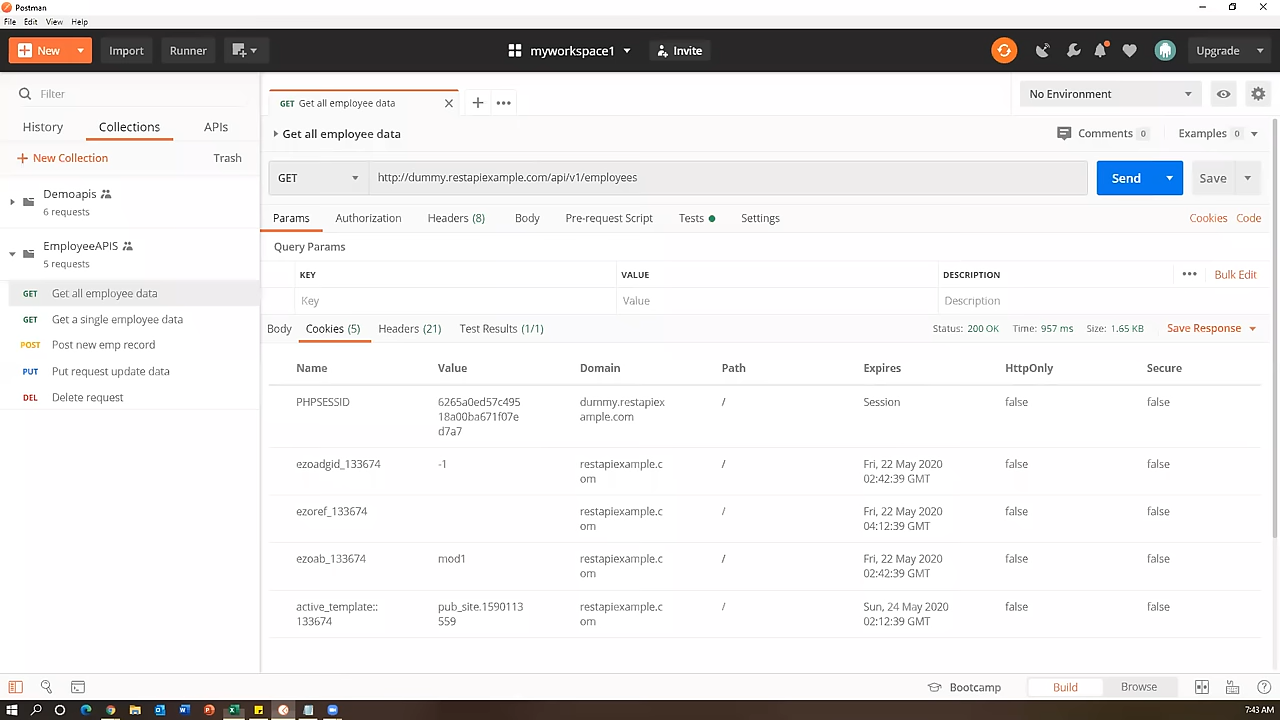 Postman
File Edit View Help
New Import Runner myworkspace1 Invite Upgrade
Filter
History Collections APIs
New Collection Trash
Demoapis
6 requests
EmployeeAPIS
5 requests
GET Get all employee data
GET Get a single employee data
POST Post new emp record
PUT Put request update data
DEL Delete request
GET Get all employee data
No Environment
Get all employee data Comments 0 Examples 0
GET http://dummy.restapiexample.com/api/v1/employees Send Save
Params Authorization Headers (8) Body Pre-request Script Tests Settings Cookies Code
Query Params
KEY VALUE DESCRIPTION Bulk Edit
Key Value Description
Body Cookies (5) Headers (21) Test Results (1/1) Status: 200 OK Time: 957 ms Size: 1.65 KB Save Response
Name Value Domain Path Expires HttpOnly Secure
PHPSESSID 6265a0ed57c495 dummy.restapiex / Session false false
18a00ba671f07e ample.com
d7a7
ezoadgid_133674 -1 restapiexample.c / Fri, 22 May 2020 false false
om 02:42:39 GMT
ezoref_133674 restapiexample.c / Fri, 22 May 2020 false false
om 04:12:39 GMT
ezoab_133674 mod1 restapiexample.c / Fri, 22 May 2020 false false
om 02:42:39 GMT
active_template:: pub_site.1590113 restapiexample.c / Sun, 24 May 2020 false false
133674 559 om 02:12:39 GMT
Bootcamp Build Browse
7:43 AM